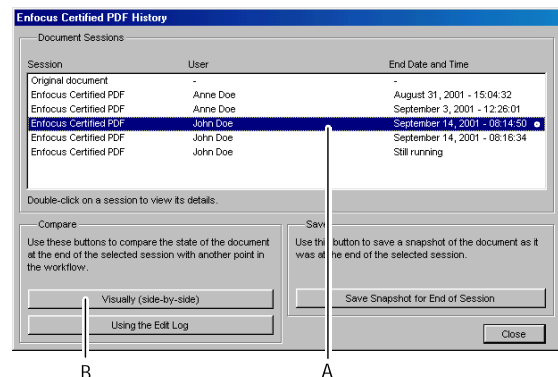 Enfocus Certified PDF History
Document Sessions
Session User End Date and Time
Original document - -
Enfocus Certified PDF Anne Doe August 31, 2001 - 15:04:32
Enfocus Certified PDF Anne Doe September 3, 2001 - 12:26:01
Enfocus Certified PDF John Doe September 14, 2001 - 08:14:50
Enfocus Certified PDF John Doe September 14, 2001 - 08:16:34
Enfocus Certified PDF John Doe Still running
Double-click on a session to view its details.
Compare
Use these buttons to compare the state of the document
at the end of the selected session with another point in
the workflow.
Visually (side-by-side)
Using the Edit Log
Save
Use this button to save a snapshot of the document as it
was at the end of the selected session.
Save Snapshot for End of Session
Close
B A